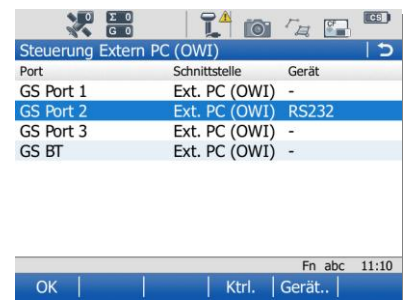 0 Σ 0
0 G 0
CS
Steuerung Extern PC (OWI)
Port Schnittstelle Gerät
GS Port 1 Ext. PC (OWI) -
GS Port 2 Ext. PC (OWI) RS232
GS Port 3 Ext. PC (OWI) -
GS BT Ext. PC (OWI) -
Fn abc 11:10
OK Ktrl. Gerät..